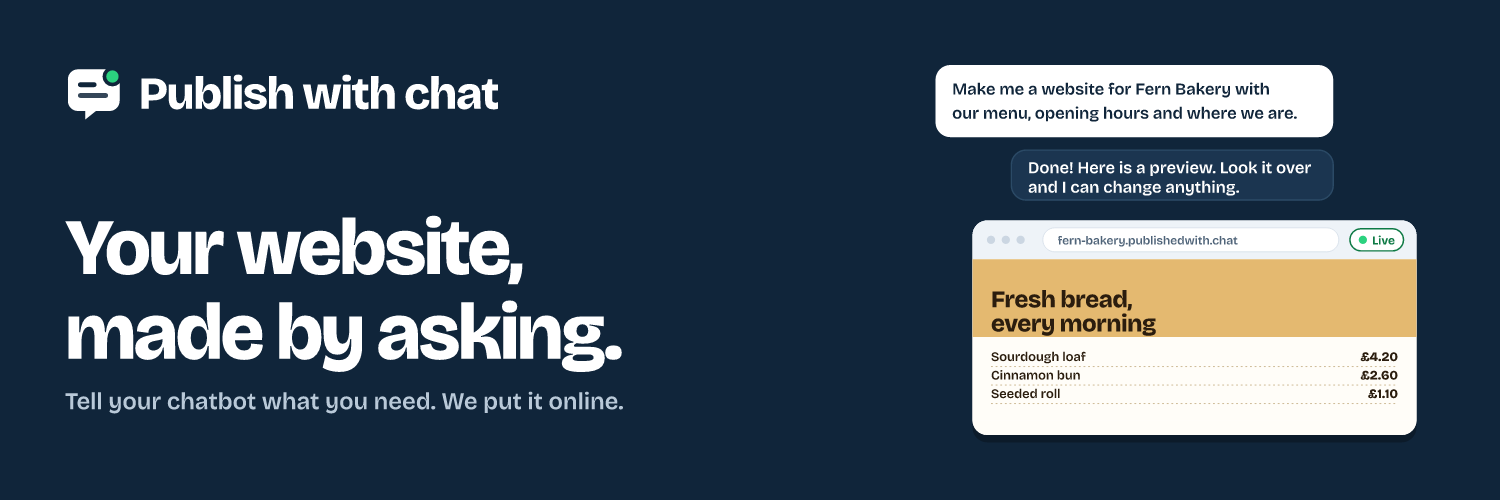 Publish with chat
Your website,
made by asking.
Tell your chatbot what you need. We put it online.
Make me a website for Fern Bakery with
our menu, opening hours and where we are.
Done! Here is a preview. Look it over
and I can change anything.
fern-bakery.publishedwith.chat
Live
Fresh bread,
every morning
Sourdough loaf £4.20
Cinnamon bun £2.60
Seeded roll £1.10